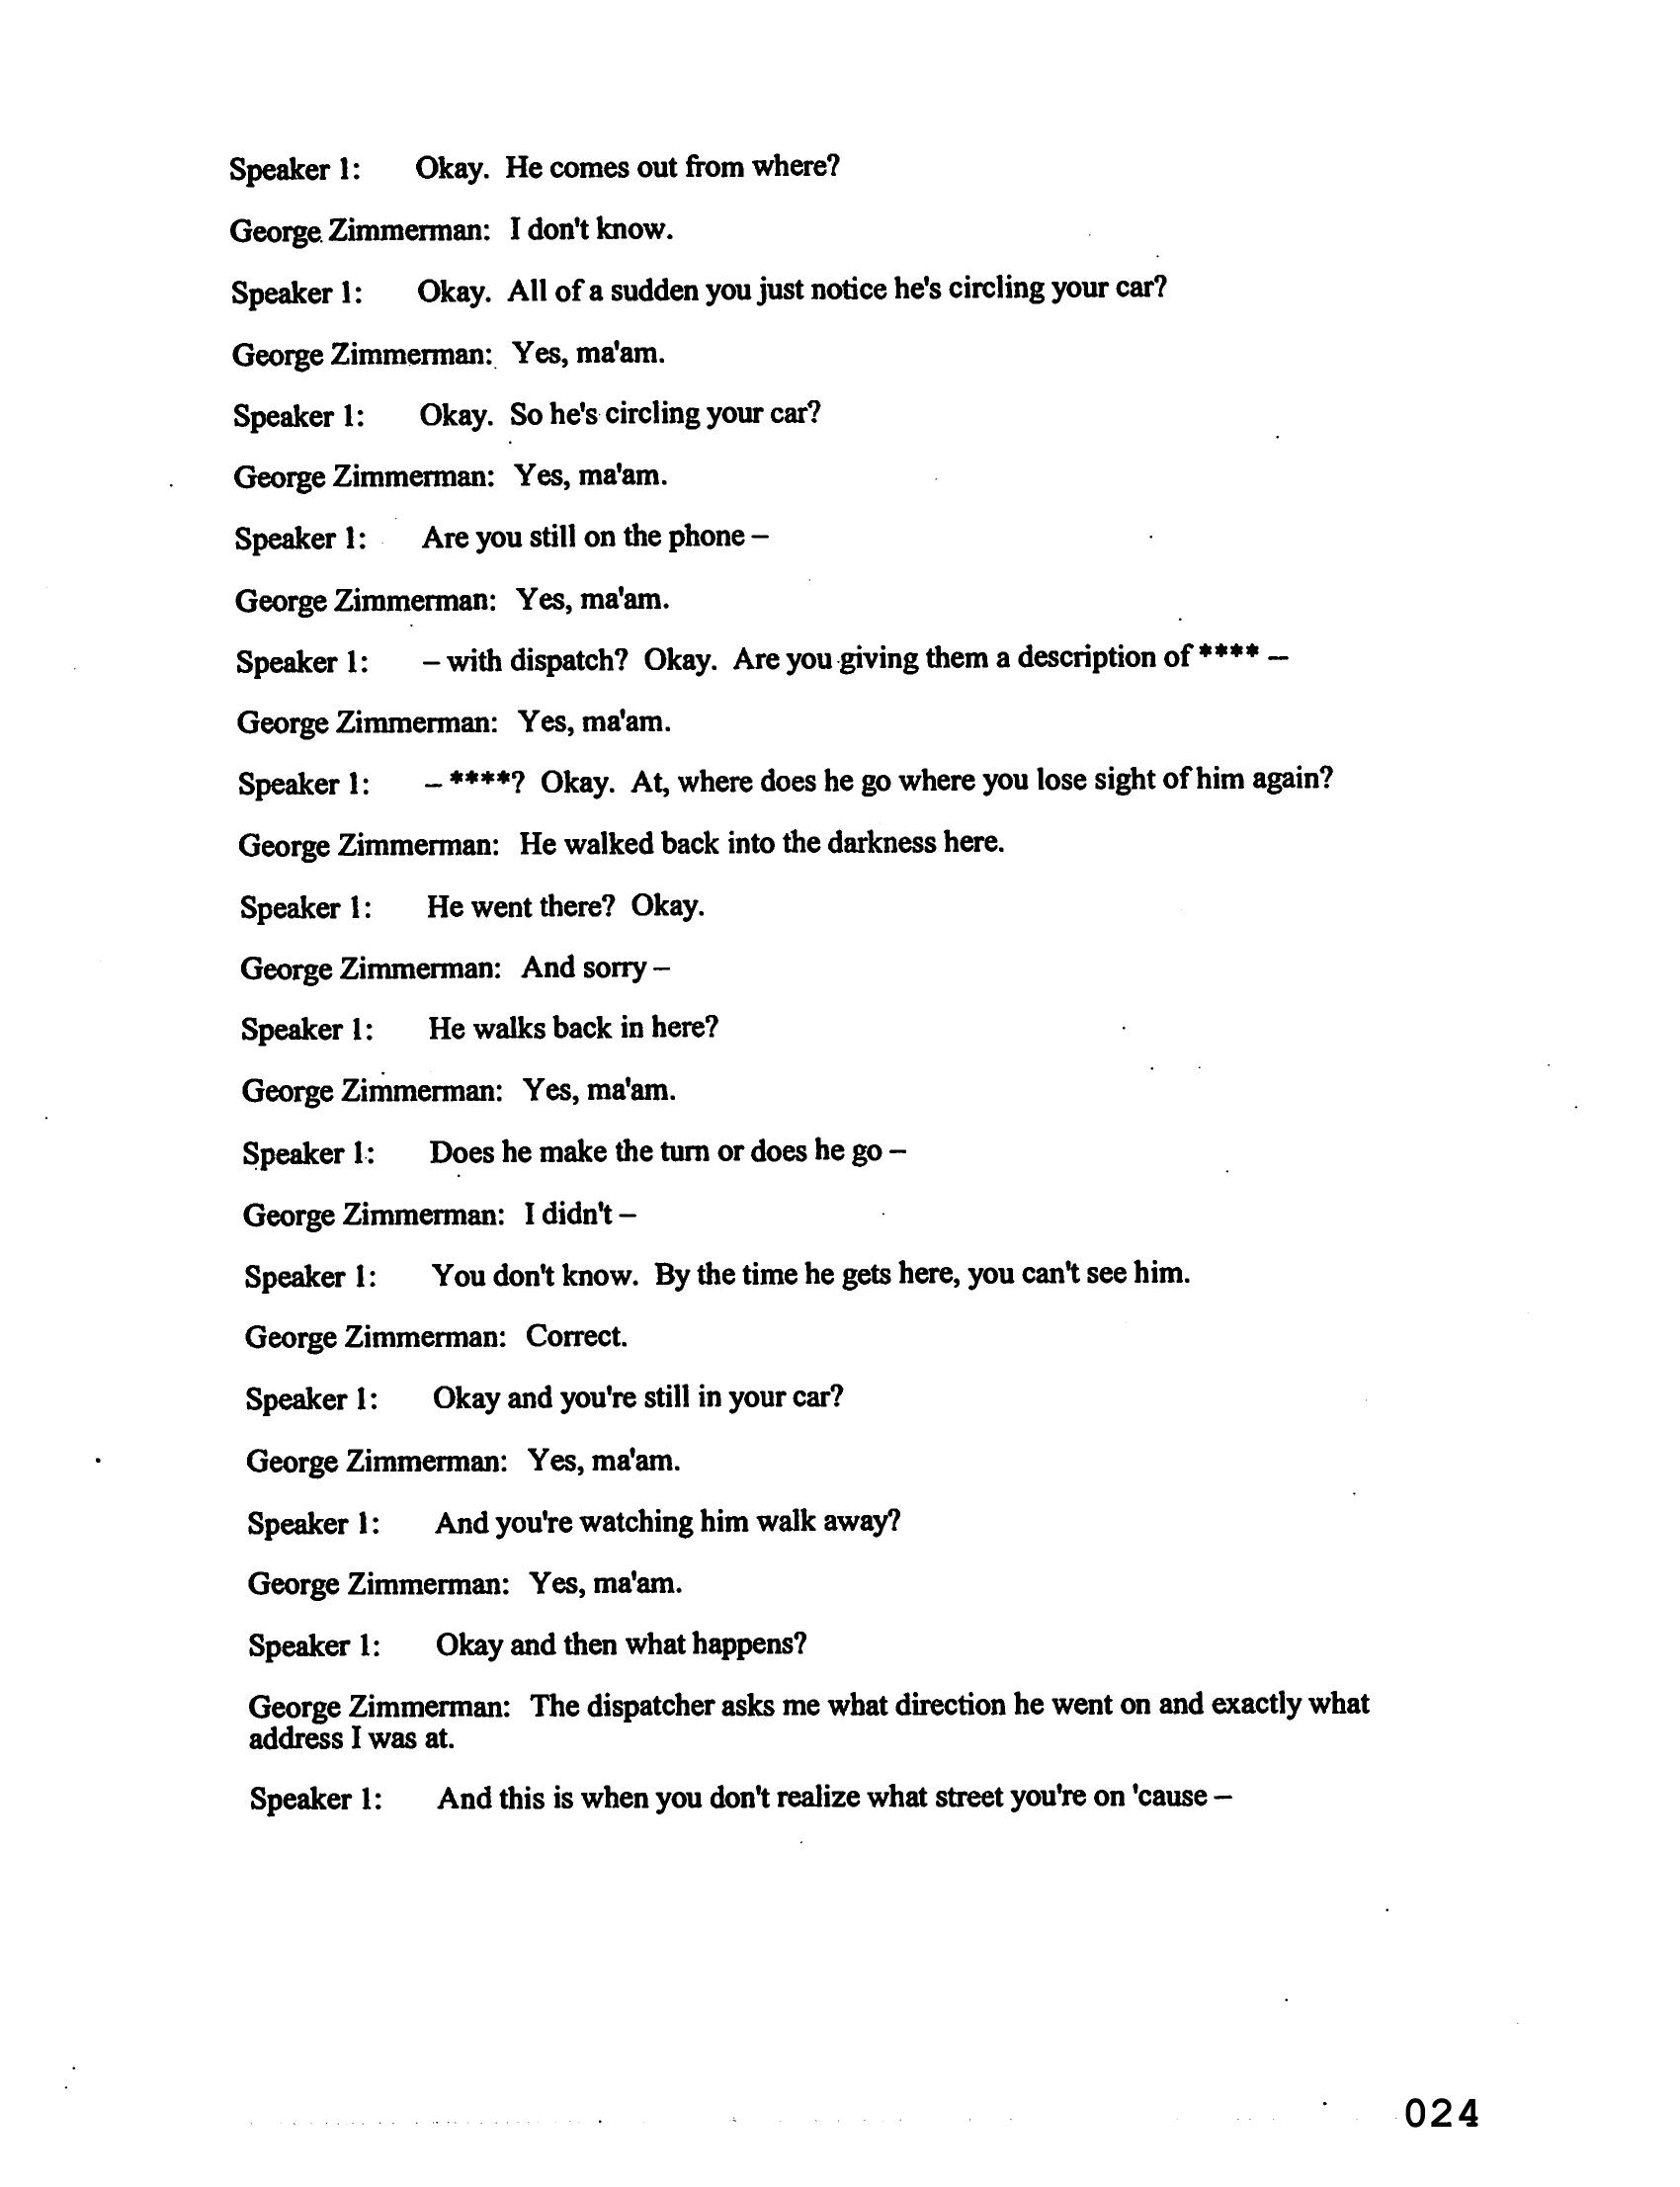 Speaker 1: Okay. He comes out from where?
George Zimmerman: I don't know.
Speaker 1: Okay. All of a sudden you just notice he's circling your car?
George Zimmerman: Yes, ma'am.
Speaker 1: Okay. So he's circling your car?
George Zimmerman: Yes, ma'am.
Speaker 1: Are you still on the phone –
George Zimmerman: Yes, ma'am.
Speaker 1: – with dispatch? Okay. Are you giving them a description of **** –
George Zimmerman: Yes, ma'am.
Speaker 1: – ****? Okay. At, where does he go where you lose sight of him again?
George Zimmerman: He walked back into the darkness here.
Speaker 1: He went there? Okay.
George Zimmerman: And sorry –
Speaker 1: He walks back in here?
George Zimmerman: Yes, ma'am.
Speaker 1: Does he make the turn or does he go –
George Zimmerman: I didn't –
Speaker 1: You don't know. By the time he gets here, you can't see him.
George Zimmerman: Correct.
Speaker 1: Okay and you're still in your car?
George Zimmerman: Yes, ma'am.
Speaker 1: And you're watching him walk away?
George Zimmerman: Yes, ma'am.
Speaker 1: Okay and then what happens?
George Zimmerman: The dispatcher asks me what direction he went on and exactly what
address I was at.
Speaker 1: And this is when you don't realize what street you're on 'cause –
024